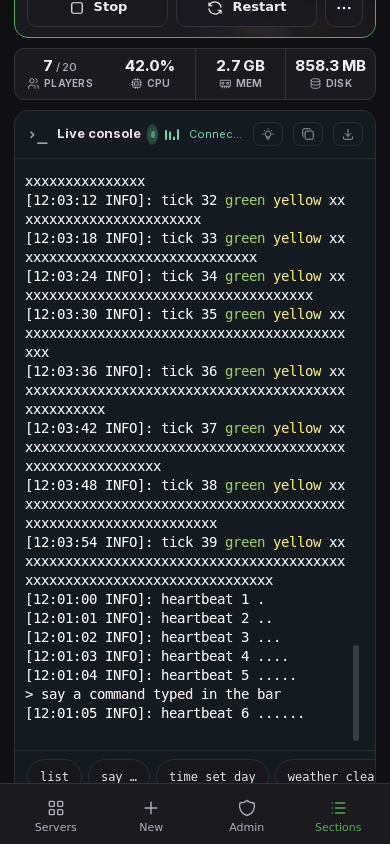 Stop Restart ...
7 / 20 42.0% 2.7 GB 858.3 MB
PLAYERS CPU MEM DISK
>_ Live console Connec...
xxxxxxxxxxxxxxx
[12:03:12 INFO]: tick 32 green yellow xx
xxxxxxxxxxxxxxxxxxxxxx
[12:03:18 INFO]: tick 33 green yellow xx
xxxxxxxxxxxxxxxxxxxxxxxxxxxxx
[12:03:24 INFO]: tick 34 green yellow xx
xxxxxxxxxxxxxxxxxxxxxxxxxxxxxxxxxxxx
[12:03:30 INFO]: tick 35 green yellow xx
xxxxxxxxxxxxxxxxxxxxxxxxxxxxxxxxxxxxxxxx
xxx
[12:03:36 INFO]: tick 36 green yellow xx
xxxxxxxxxxxxxxxxxxxxxxxxxxxxxxxxxxxxxxxx
xxxxxxxxxx
[12:03:42 INFO]: tick 37 green yellow xx
xxxxxxxxxxxxxxxxxxxxxxxxxxxxxxxxxxxxxxxx
xxxxxxxxxxxxxxxxx
[12:03:48 INFO]: tick 38 green yellow xx
xxxxxxxxxxxxxxxxxxxxxxxxxxxxxxxxxxxxxxxx
xxxxxxxxxxxxxxxxxxxxxxxx
[12:03:54 INFO]: tick 39 green yellow xx
xxxxxxxxxxxxxxxxxxxxxxxxxxxxxxxxxxxxxxxx
xxxxxxxxxxxxxxxxxxxxxxxxxxxxxxx
[12:01:00 INFO]: heartbeat 1 .
[12:01:01 INFO]: heartbeat 2 ..
[12:01:02 INFO]: heartbeat 3 ...
[12:01:03 INFO]: heartbeat 4 ....
[12:01:04 INFO]: heartbeat 5 .....
> say a command typed in the bar
[12:01:05 INFO]: heartbeat 6 ......
list say … time set day weather clea
Servers New Admin Sections